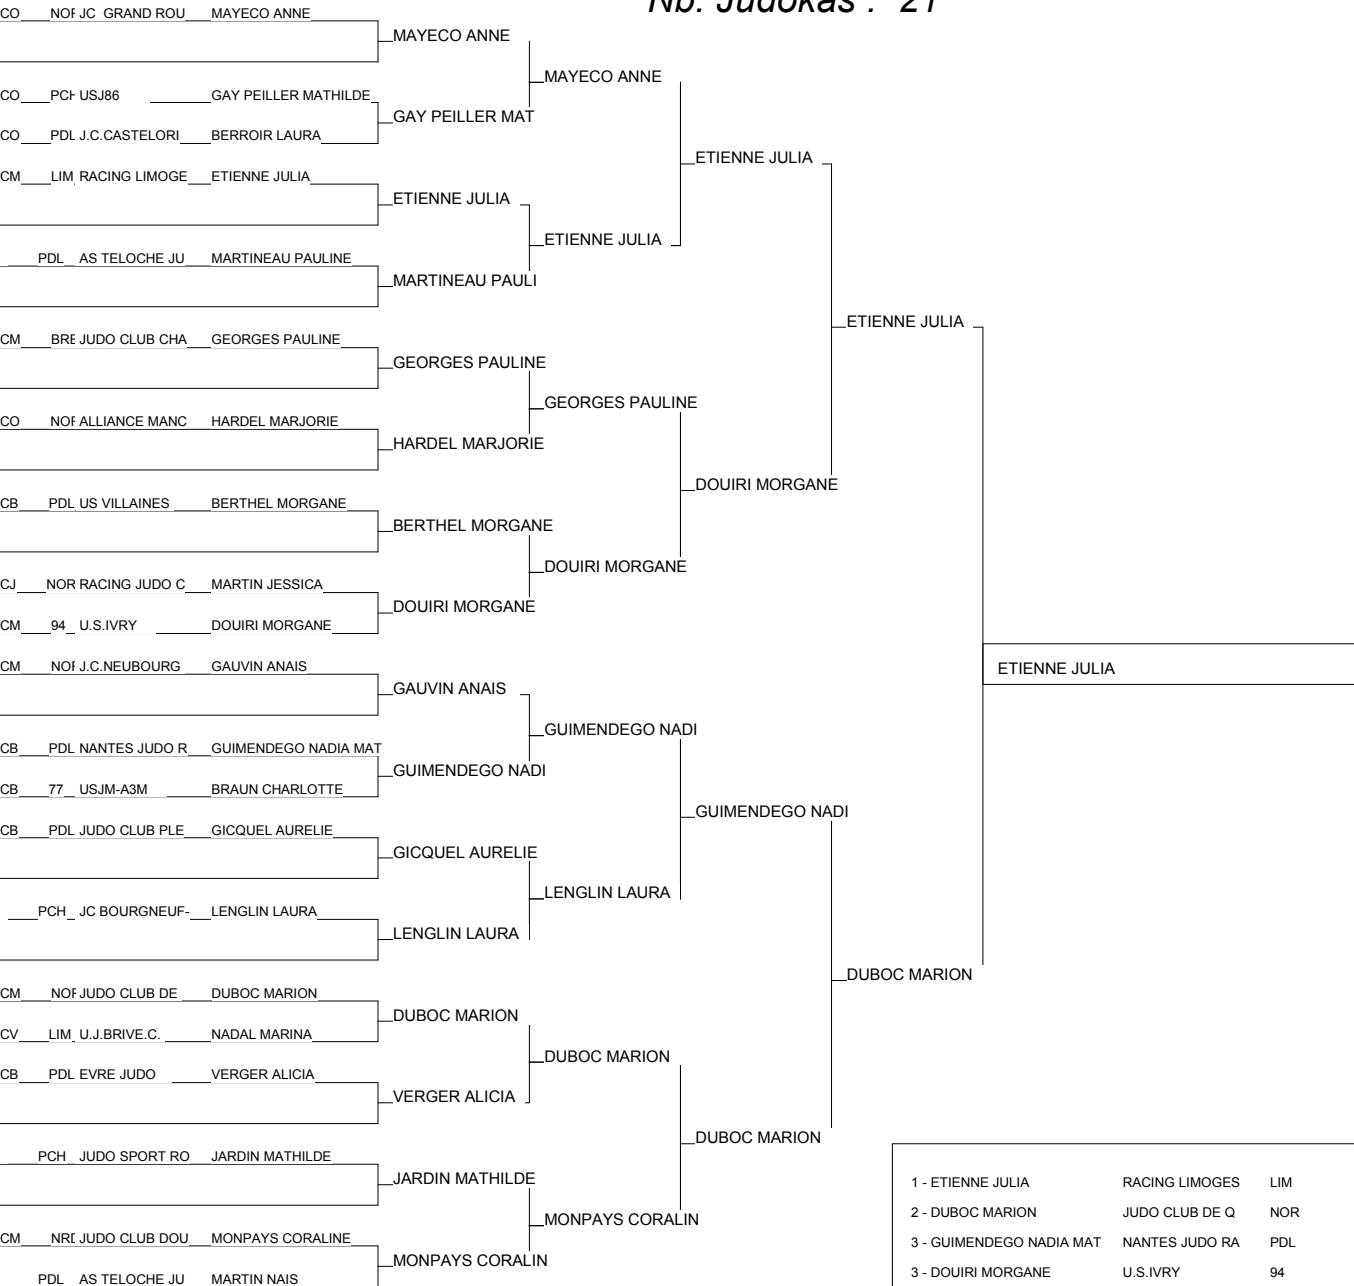 Nb. Judokas : 21
CO NOR JC GRAND ROU MAYECO ANNE
MAYECO ANNE
MAYECO ANNE
CO PCH USJ86 GAY PEILLER MATHILDE
GAY PEILLER MAT
CO PDL J.C.CASTELORI BERROIR LAURA
ETIENNE JULIA
CM LIM RACING LIMOGE ETIENNE JULIA
ETIENNE JULIA
ETIENNE JULIA
PDL AS TELOCHE JU MARTINEAU PAULINE
MARTINEAU PAULI
ETIENNE JULIA
CM BRE JUDO CLUB CHA GEORGES PAULINE
GEORGES PAULINE
GEORGES PAULINE
CO NOR ALLIANCE MANC HARDEL MARJORIE
HARDEL MARJORIE
DOUIRI MORGANE
CB PDL US VILLAINES BERTHEL MORGANE
BERTHEL MORGANE
DOUIRI MORGANE
CJ NOR RACING JUDO C MARTIN JESSICA
DOUIRI MORGANE
CM 94 U.S.IVRY DOUIRI MORGANE
CM NOR J.C.NEUBOURG GAUVIN ANAIS
ETIENNE JULIA
GAUVIN ANAIS
GUIMENDEGO NADI
CB PDL NANTES JUDO R GUIMENDEGO NADIA MAT
GUIMENDEGO NADI
CB 77 USJM-A3M BRAUN CHARLOTTE
GUIMENDEGO NADI
CB PDL JUDO CLUB PLE GICQUEL AURELIE
GICQUEL AURELIE
LENGLIN LAURA
PCH JC BOURGNEUF- LENGLIN LAURA
LENGLIN LAURA
DUBOC MARION
CM NOR JUDO CLUB DE DUBOC MARION
DUBOC MARION
CV LIM U.J.BRIVE.C. NADAL MARINA
DUBOC MARION
CB PDL EVRE JUDO VERGER ALICIA
VERGER ALICIA
DUBOC MARION
PCH JUDO SPORT RO JARDIN MATHILDE
JARDIN MATHILDE
MONPAYS CORALIN
CM NRD JUDO CLUB DOU MONPAYS CORALINE
MONPAYS CORALIN
PDL AS TELOCHE JU MARTIN NAIS
1 - ETIENNE JULIA RACING LIMOGES LIM
2 - DUBOC MARION JUDO CLUB DE Q NOR
3 - GUIMENDEGO NADIA MAT NANTES JUDO RA PDL
3 - DOUIRI MORGANE U.S.IVRY 94